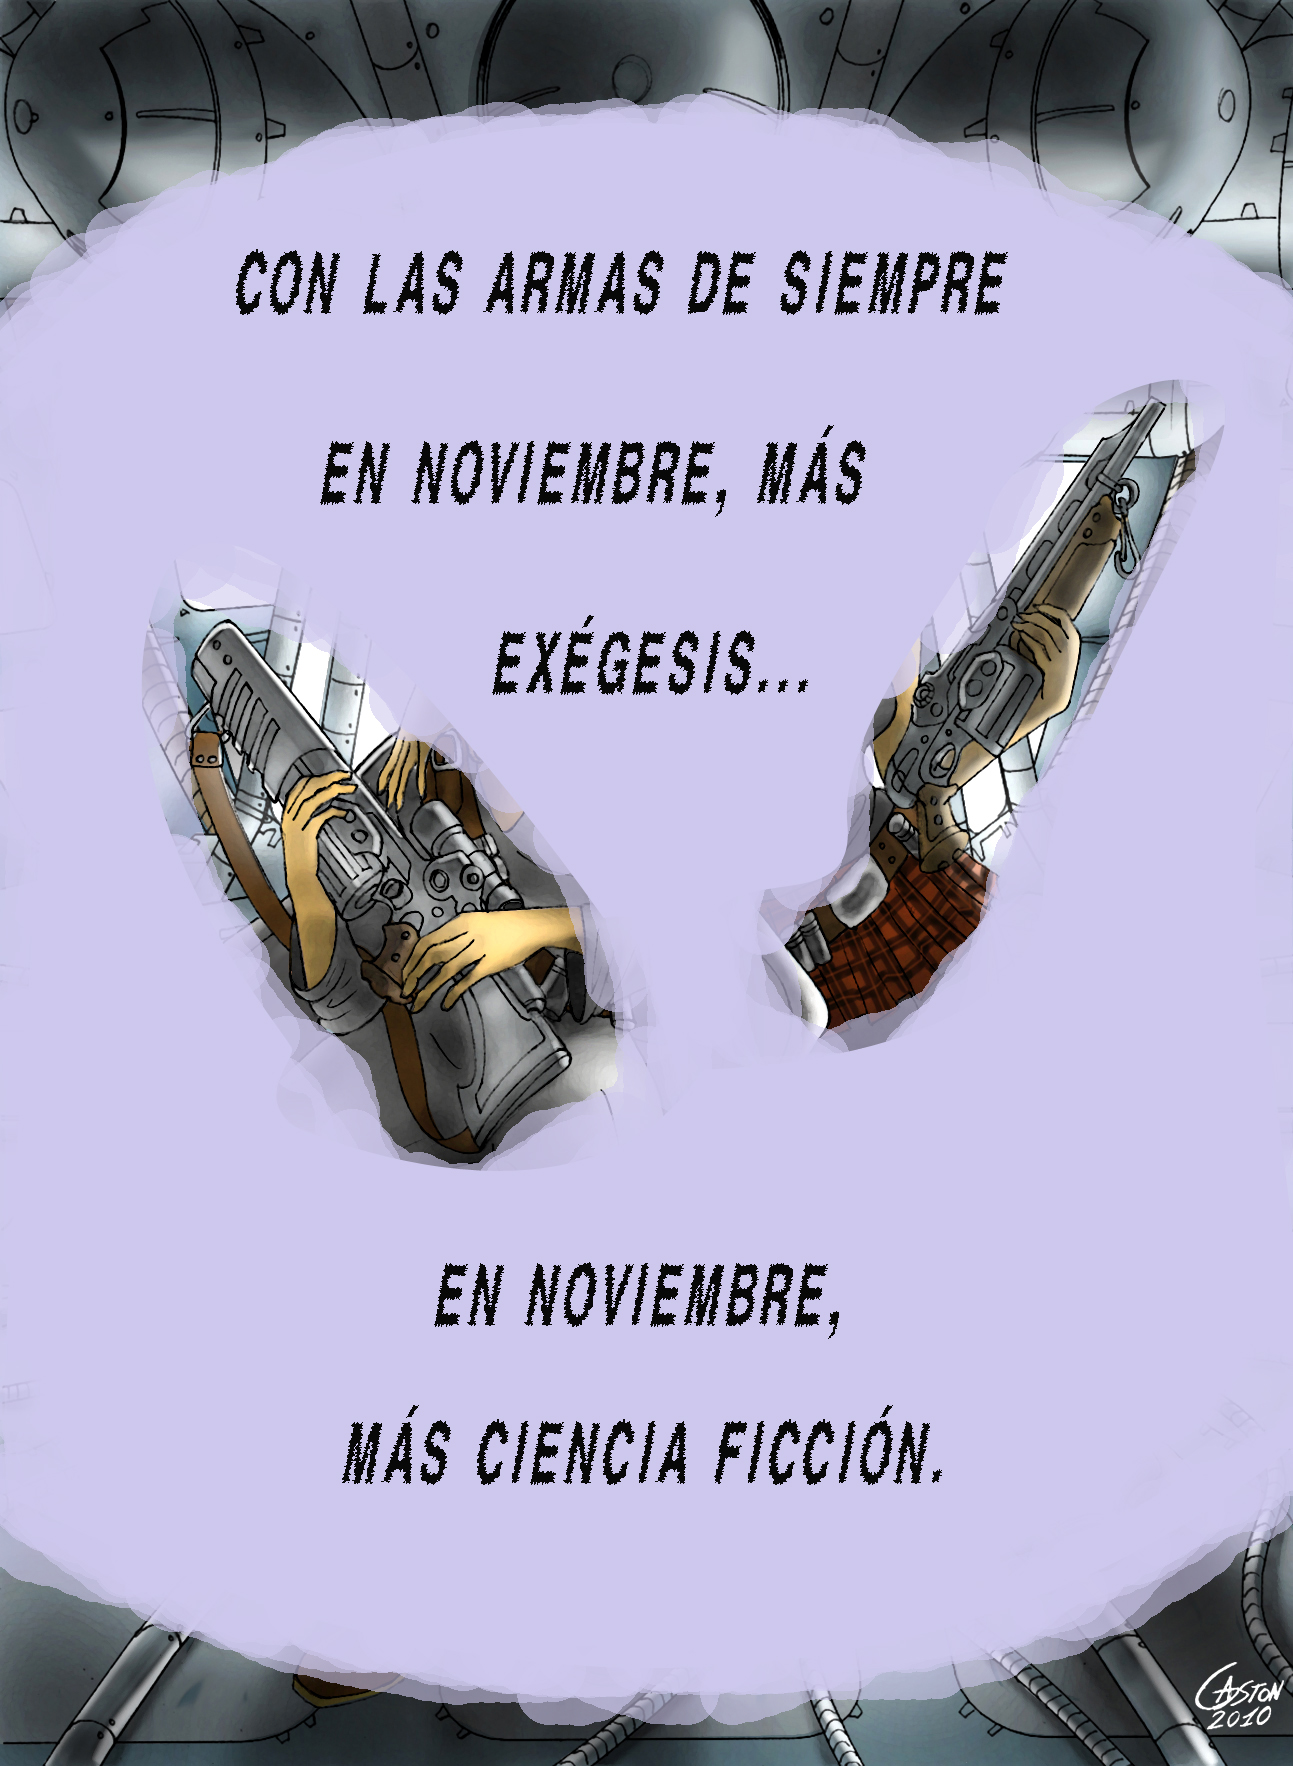 CON LAS ARMAS DE SIEMPRE
EN NOVIEMBRE, MÁS
EXÉGESIS...
EN NOVIEMBRE,
MÁS CIENCIA FICCIÓN.
GASTON
2010